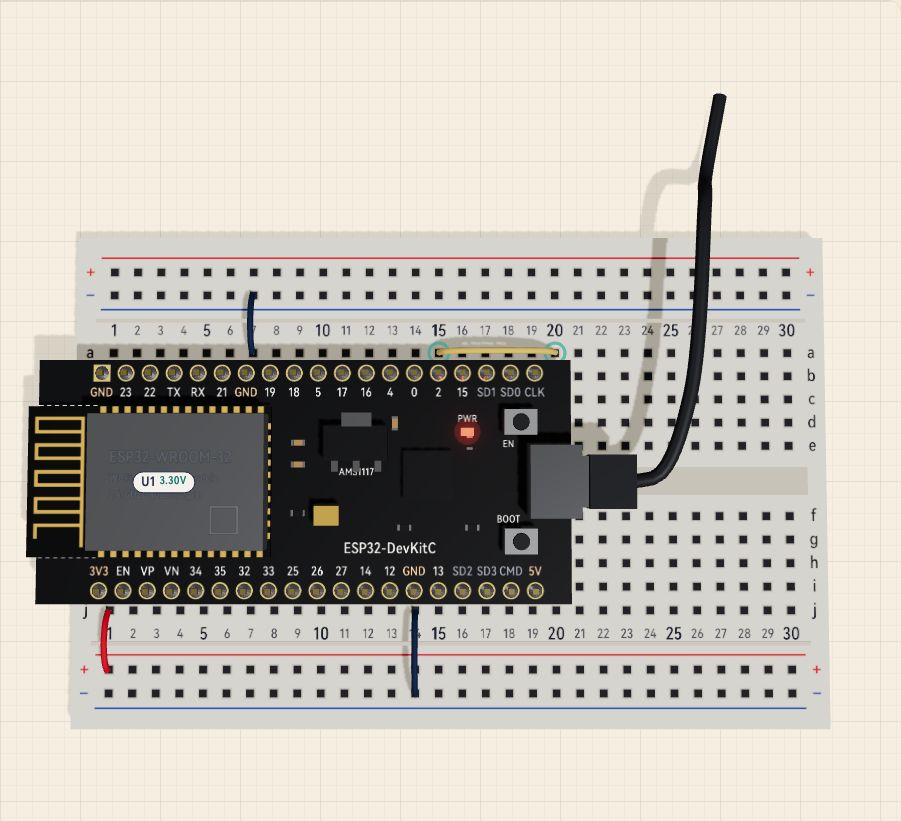 + +
− −
1 2 3 4 5 6 7 8 9 10 11 12 13 14 15 16 17 18 19 20 21 22 23 24 25 26 27 28 29 30
a a
b
GND 23 22 TX RX 21 GND 19 18 5 17 16 4 0 2 15 SD1 SD0 CLK
c
d
PWR
EN
e
ESP32-WROOM-32
AMS1117
U1 3.30V
BOOT
f
g
ESP32-DevKitC
h
3V3 EN VP VN 34 35 32 33 25 26 27 14 12 GND 13 SD2 SD3 CMD 5V
i
j j
1 2 3 4 5 6 7 8 9 10 11 12 13 14 15 16 17 18 19 20 21 22 23 24 25 26 27 28 29 30
+ +
− −